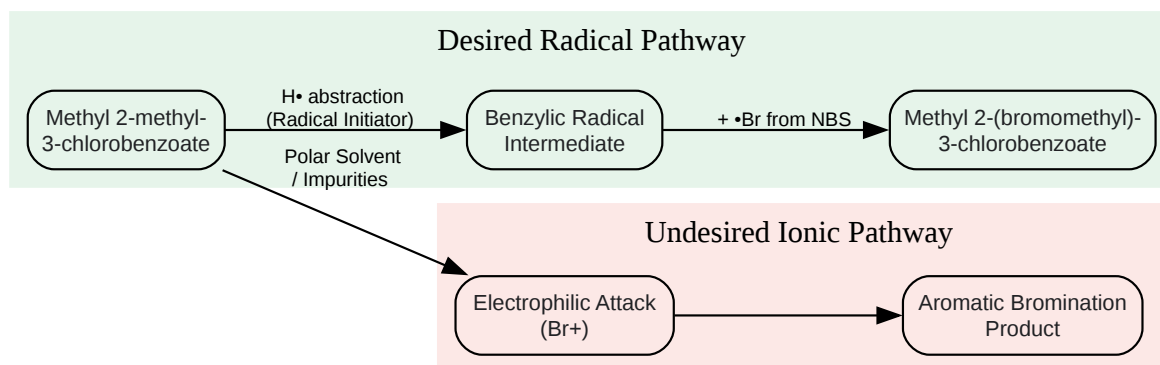 Desired Radical Pathway
Methyl 2-methyl-
3-chlorobenzoate
H• abstraction
(Radical Initiator)
Benzylic Radical
Intermediate
+ •Br from NBS
Methyl 2-(bromomethyl)-
3-chlorobenzoate
Polar Solvent
/ Impurities
Undesired Ionic Pathway
Electrophilic Attack
(Br+)
Aromatic Bromination
Product